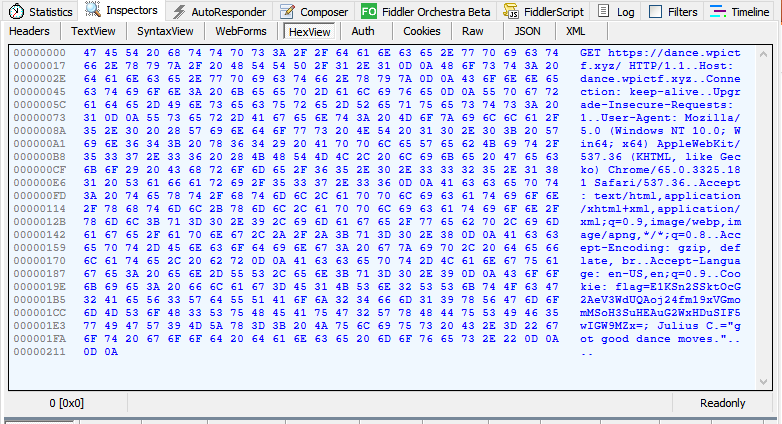 Statistics Inspectors AutoResponder Composer FO Fiddler Orchestra Beta JS FiddlerScript Log Filters Timeline
Headers TextView SyntaxView WebForms HexView Auth Cookies Raw JSON XML
00000000 47 45 54 20 68 74 74 70 73 3A 2F 2F 64 61 6E 63 65 2E 77 70 69 63 74 GET https://dance.wpict
00000017 66 2E 78 79 7A 2F 20 48 54 54 50 2F 31 2E 31 0D 0A 48 6F 73 74 3A 20 f.xyz/ HTTP/1.1..Host: 
0000002E 64 61 6E 63 65 2E 77 70 69 63 74 66 2E 78 79 7A 0D 0A 43 6F 6E 6E 65 dance.wpictf.xyz..Conne
00000045 63 74 69 6F 6E 3A 20 6B 65 65 70 2D 61 6C 69 76 65 0D 0A 55 70 67 72 ction: keep-alive..Upgr
0000005C 61 64 65 2D 49 6E 73 65 63 75 72 65 2D 52 65 71 75 65 73 74 73 3A 20 ade-Insecure-Requests: 
00000073 31 0D 0A 55 73 65 72 2D 41 67 65 6E 74 3A 20 4D 6F 7A 69 6C 6C 61 2F 1..User-Agent: Mozilla/
0000008A 35 2E 30 20 28 57 69 6E 64 6F 77 73 20 4E 54 20 31 30 2E 30 3B 20 57 5.0 (Windows NT 10.0; W
000000A1 69 6E 36 34 3B 20 78 36 34 29 20 41 70 70 6C 65 57 65 62 4B 69 74 2F in64; x64) AppleWebKit/
000000B8 35 33 37 2E 33 36 20 28 4B 48 54 4D 4C 2C 20 6C 69 6B 65 20 47 65 63 537.36 (KHTML, like Gec
000000CF 6B 6F 29 20 43 68 72 6F 6D 65 2F 36 35 2E 30 2E 33 33 32 35 2E 31 38 ko) Chrome/65.0.3325.18
000000E6 31 20 53 61 66 61 72 69 2F 35 33 37 2E 33 36 0D 0A 41 63 63 65 70 74 1 Safari/537.36..Accept
000000FD 3A 20 74 65 78 74 2F 68 74 6D 6C 2C 61 70 70 6C 69 63 61 74 69 6F 6E : text/html,application
00000114 2F 78 68 74 6D 6C 2B 78 6D 6C 2C 61 70 70 6C 69 63 61 74 69 6F 6E 2F /xhtml+xml,application/
0000012B 78 6D 6C 3B 71 3D 30 2E 39 2C 69 6D 61 67 65 2F 77 65 62 70 2C 69 6D xml;q=0.9,image/webp,im
00000142 61 67 65 2F 61 70 6E 67 2C 2A 2F 2A 3B 71 3D 30 2E 38 0D 0A 41 63 63 age/apng,*/*;q=0.8..Acc
00000159 65 70 74 2D 45 6E 63 6F 64 69 6E 67 3A 20 67 7A 69 70 2C 20 64 65 66 ept-Encoding: gzip, def
00000170 6C 61 74 65 2C 20 62 72 0D 0A 41 63 63 65 70 74 2D 4C 61 6E 67 75 61 late, br..Accept-Langua
00000187 67 65 3A 20 65 6E 2D 55 53 2C 65 6E 3B 71 3D 30 2E 39 0D 0A 43 6F 6F ge: en-US,en;q=0.9..Coo
0000019E 6B 69 65 3A 20 66 6C 61 67 3D 45 31 4B 53 6E 32 53 53 6B 74 4F 63 47 kie: flag=E1KSn2SSktOcG
000001B5 32 41 65 56 33 57 64 55 51 41 6F 6A 32 34 66 6D 31 39 78 56 47 6D 6F 2AeV3WdUQAoj24fm19xVGmo
000001CC 6D 4D 53 6F 48 33 53 75 48 45 41 75 47 32 57 78 48 44 75 53 49 46 35 mMSoH3SuHEAuG2WxHDuSIF5
000001E3 77 49 47 57 39 4D 5A 78 3D 3B 20 4A 75 6C 69 75 73 20 43 2E 3D 22 67 wIGW9MZx=; Julius C.="g
000001FA 6F 74 20 67 6F 6F 64 20 64 61 6E 63 65 20 6D 6F 76 65 73 2E 22 0D 0A ot good dance moves."..
00000211 0D 0A ..
0 [0x0] Readonly